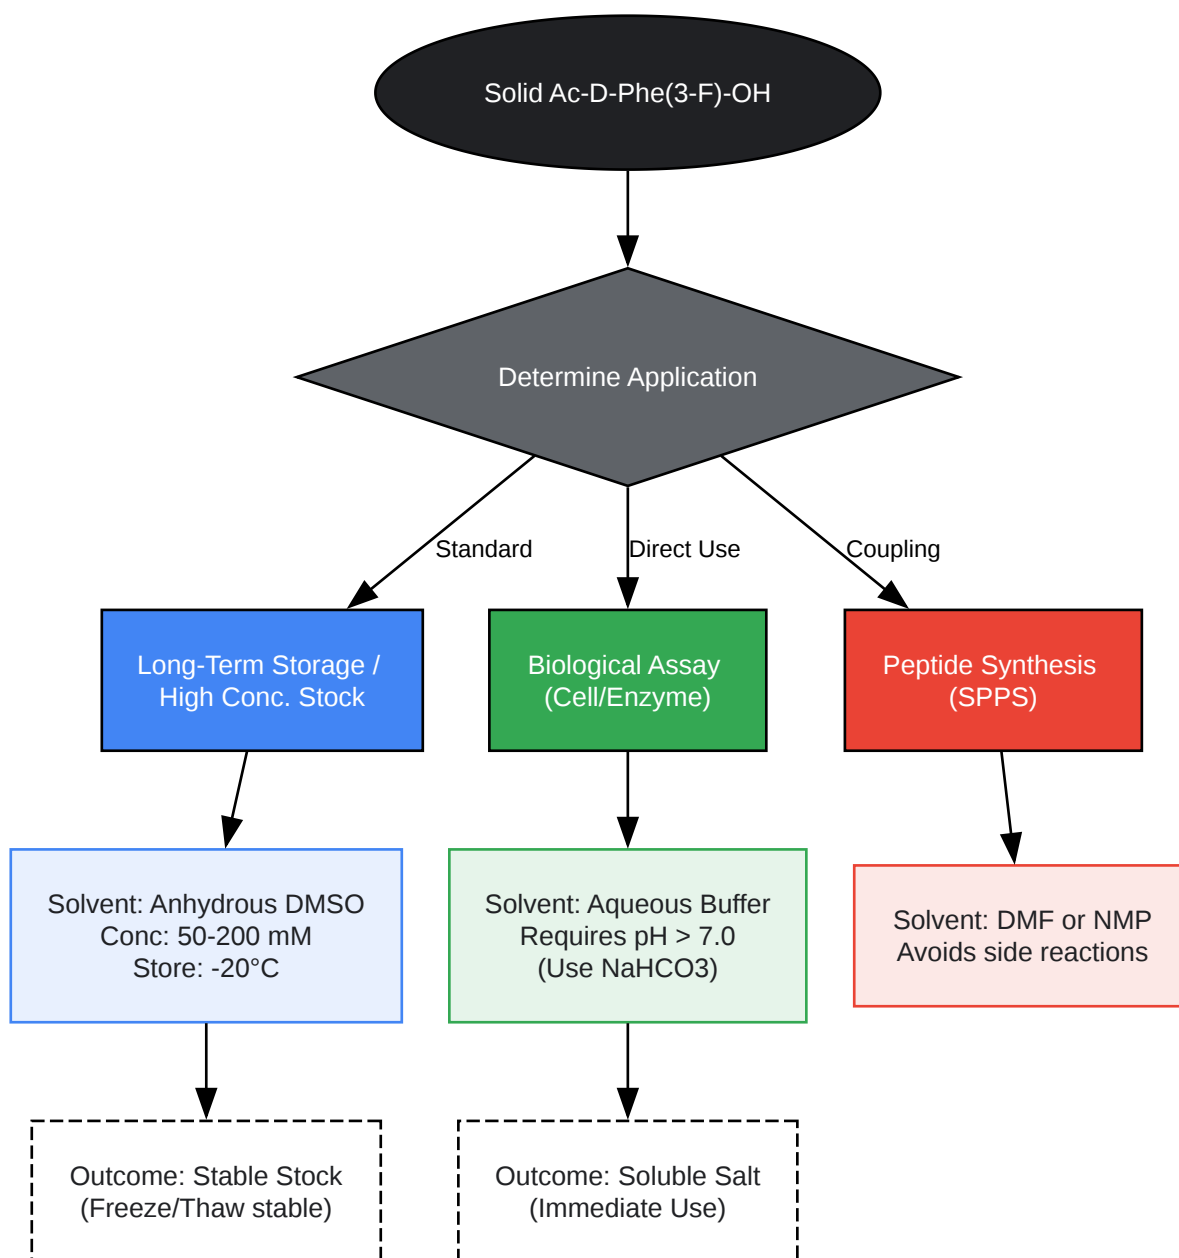 Solid Ac-D-Phe(3-F)-OH
Determine Application
Standard
Direct Use
Coupling
Long-Term Storage /
High Conc. Stock
Biological Assay
(Cell/Enzyme)
Peptide Synthesis
(SPPS)
Solvent: Anhydrous DMSO
Conc: 50-200 mM
Store: -20°C
Solvent: Aqueous Buffer
Requires pH > 7.0
(Use NaHCO3)
Solvent: DMF or NMP
Avoids side reactions
Outcome: Stable Stock
(Freeze/Thaw stable)
Outcome: Soluble Salt
(Immediate Use)